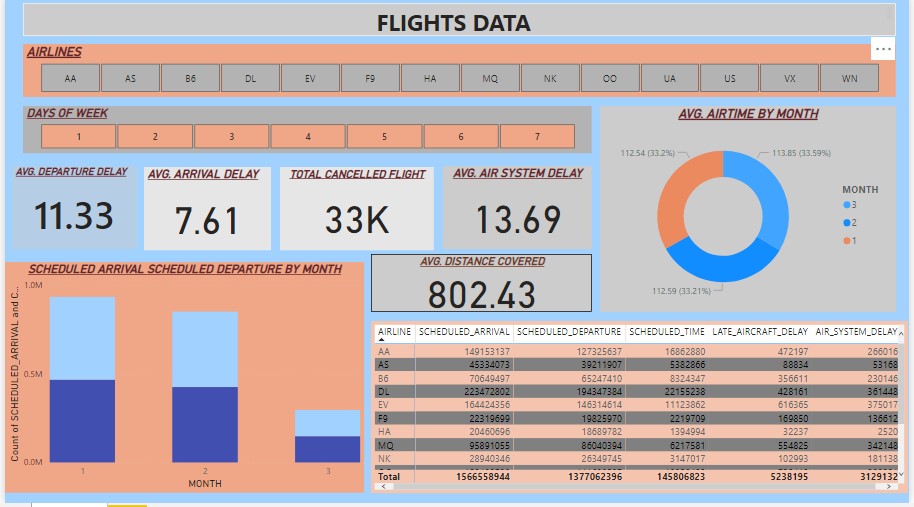 FLIGHTS DATA
AIRLINES
AA AS B6 DL EV F9 HA MQ NK OO UA US VX WN
DAYS OF WEEK
1 2 3 4 5 6 7
AVG. DEPARTURE DELAY
11.33
AVG. ARRIVAL DELAY
7.61
TOTAL CANCELLED FLIGHT
33K
AVG. AIR SYSTEM DELAY
13.69
AVG. AIRTIME BY MONTH
112.54 (33.2%)
113.85 (33.59%)
112.59 (33.21%)
MONTH
3
2
1
SCHEDULED ARRIVAL SCHEDULED DEPARTURE BY MONTH
Count of SCHEDULED_ARRIVAL and C...
1.0M
0.5M
0.0M
1 2 3
MONTH
AVG. DISTANCE COVERED
802.43
AIRLINE SCHEDULED_ARRIVAL SCHEDULED_DEPARTURE SCHEDULED_TIME LATE_AIRCRAFT_DELAY AIR_SYSTEM_DELAY
AA 149153137 127325637 16862880 472197 266016
AS 45334073 39211907 5382866 88834 53168
B6 70649497 65247410 8324347 356611 230146
DL 223472802 194347384 22155238 428161 361448
EV 164424356 146314614 11123862 616365 375017
F9 22319699 19825970 2219709 169850 136612
HA 20460696 18689782 1394994 32237 2520
MQ 95891055 86040394 6217581 554825 342148
NK 28940346 26349745 3147017 102993 181138
Total 1566558944 1377062396 145806823 5238195 3129132